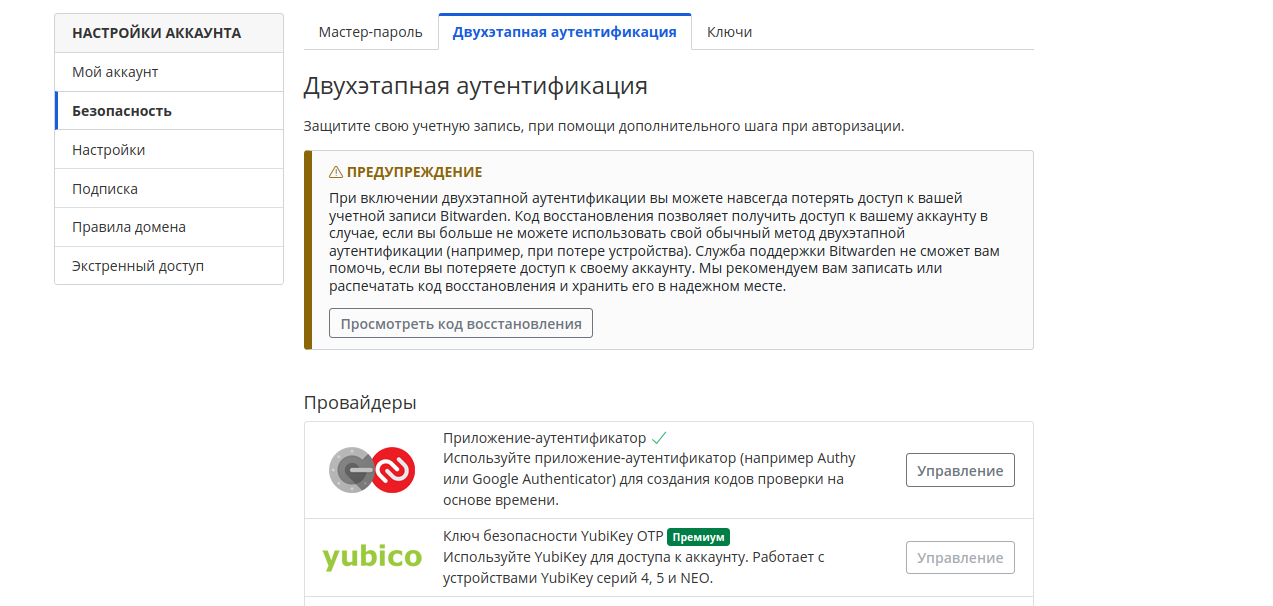 НАСТРОЙКИ АККАУНТА
Мой аккаунт
Безопасность
Настройки
Подписка
Правила домена
Экстренный доступ
Мастер-пароль
Двухэтапная аутентификация
Ключи
Двухэтапная аутентификация
Защитите свою учетную запись, при помощи дополнительного шага при авторизации.
ПРЕДУПРЕЖДЕНИЕ
При включении двухэтапной аутентификации вы можете навсегда потерять доступ к вашей
учетной записи Bitwarden. Код восстановления позволяет получить доступ к вашему аккаунту в
случае, если вы больше не можете использовать свой обычный метод двухэтапной
аутентификации (например, при потере устройства). Служба поддержки Bitwarden не сможет вам
помочь, если вы потеряете доступ к своему аккаунту. Мы рекомендуем вам записать или
распечатать код восстановления и хранить его в надежном месте.
Просмотреть код восстановления
Провайдеры
Приложение-аутентификатор
Используйте приложение-аутентификатор (например Authy
или Google Authenticator) для создания кодов проверки на
основе времени.
Управление
yubico
Ключ безопасности YubiKey OTP Премиум
Используйте YubiKey для доступа к аккаунту. Работает с
устройствами YubiKey серий 4, 5 и NEO.
Управление